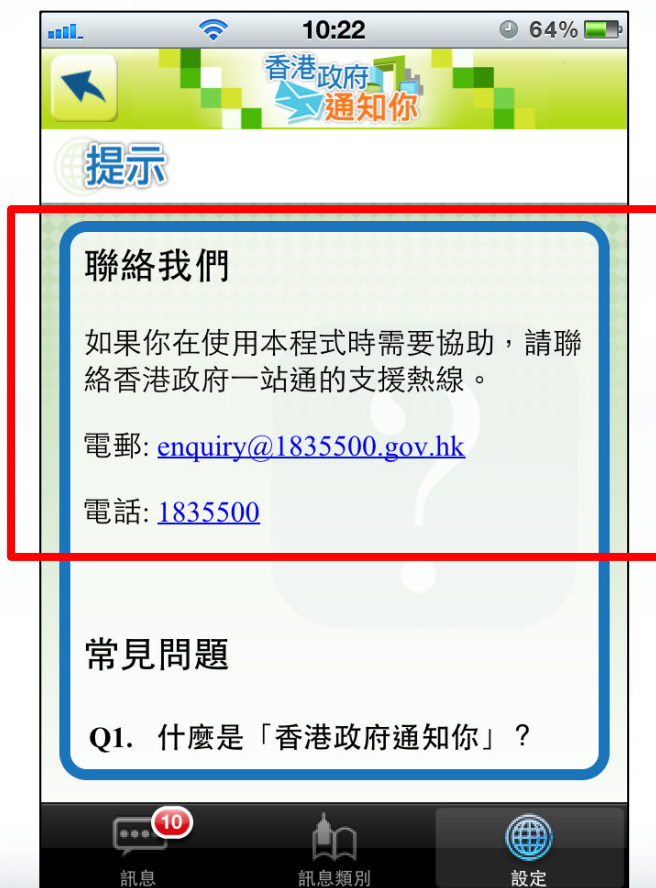 10:22
64%
香港政府
通知你
提示
聯絡我們
如果你在使用本程式時需要協助，請聯
絡香港政府一站通的支援熱線。
電郵: enquiry@1835500.gov.hk
電話: 1835500
常見問題
Q1. 什麼是「香港政府通知你」？
10
訊息
訊息類別
設定